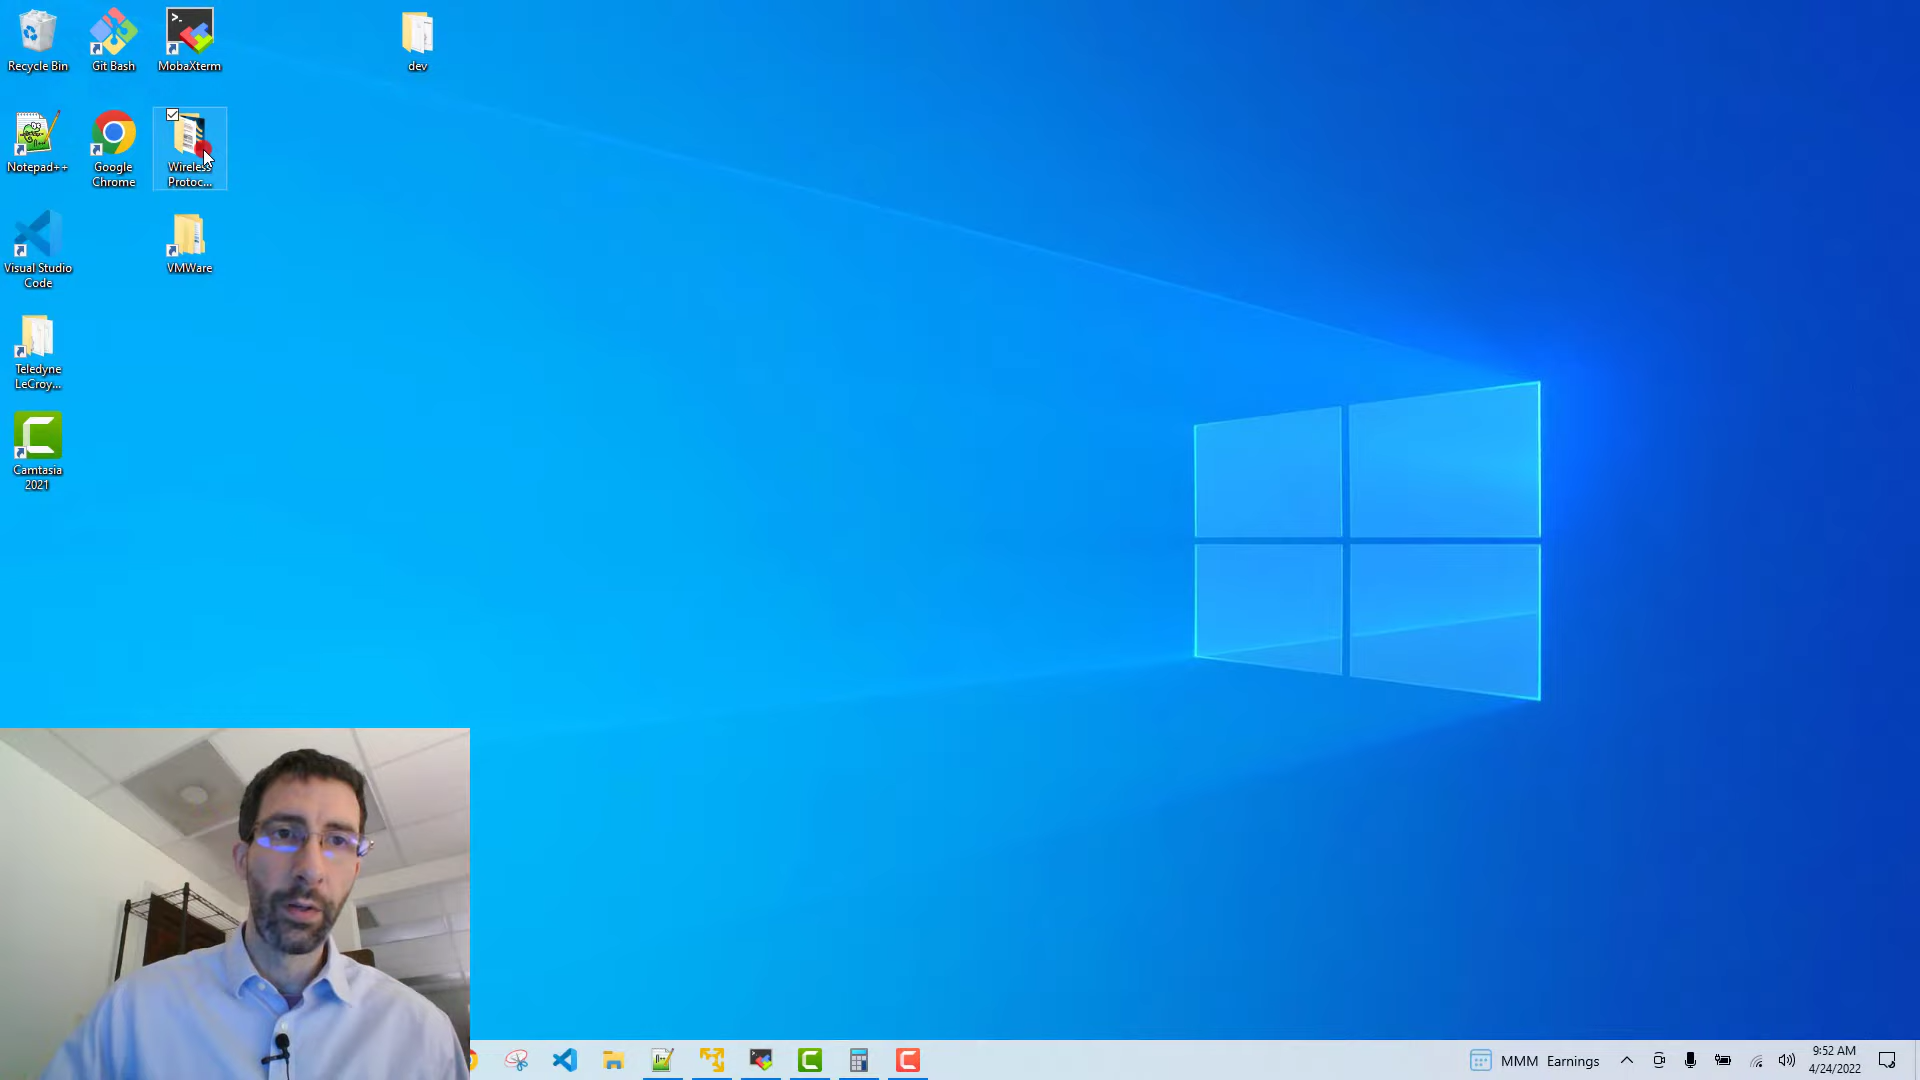 Recycle Bin
Git Bash
MobaXterm
dev
Notepad++
Google
Chrome
Wireless
Protoc...
Visual Studio
Code
VMWare
Teledyne
LeCroy...
Camtasia
2021
MMM Earnings
9:52 AM
4/24/2022